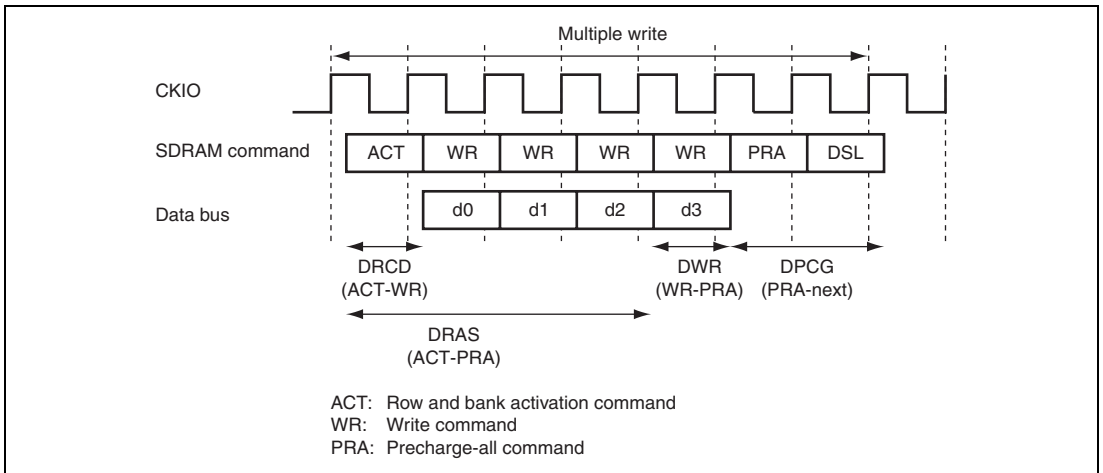 Multiple write
CKIO
SDRAM command
ACT WR WR WR WR PRA DSL
Data bus
d0 d1 d2 d3
DRCD
(ACT-WR)
DWR
(WR-PRA)
DPCG
(PRA-next)
DRAS
(ACT-PRA)
ACT: Row and bank activation command
WR: Write command
PRA: Precharge-all command